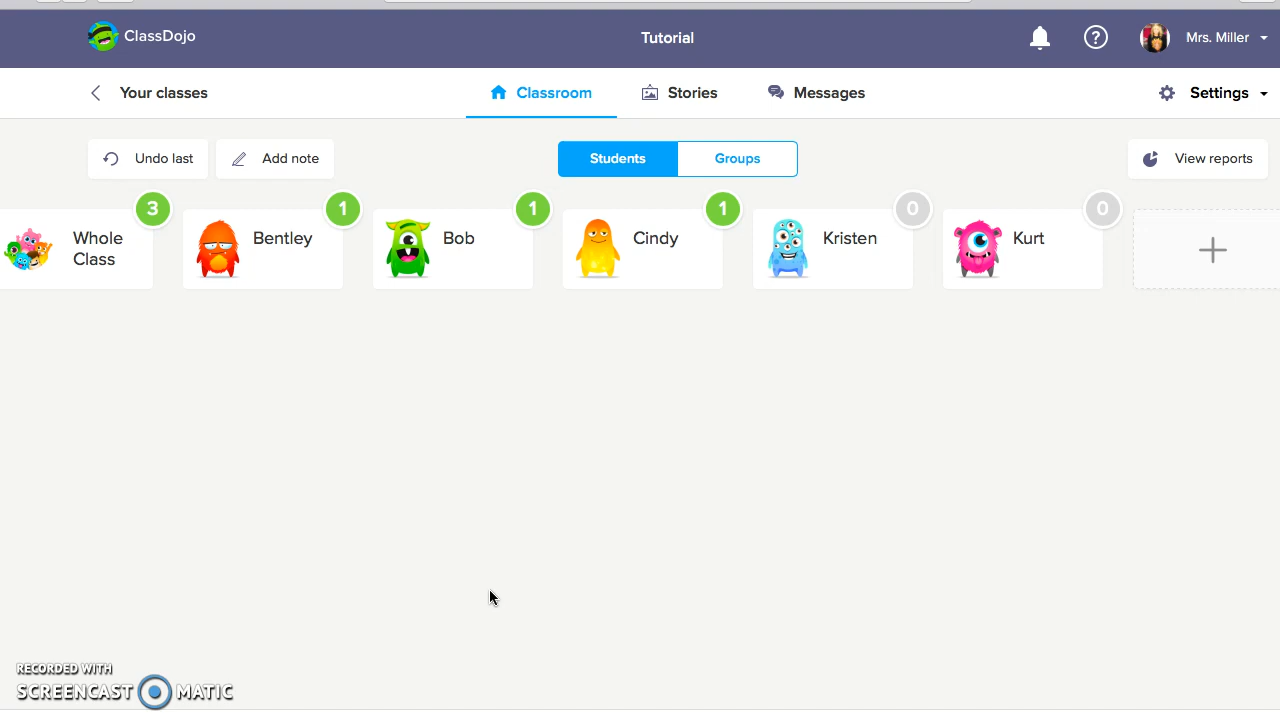 ClassDojo
Tutorial
Mrs. Miller
Your classes
Classroom
Stories
Messages
Settings
Undo last
Add note
Students
Groups
View reports
3
1
1
1
0
0
Whole
Class
Bentley
Bob
Cindy
Kristen
Kurt
RECORDED WITH
SCREENCAST MATIC